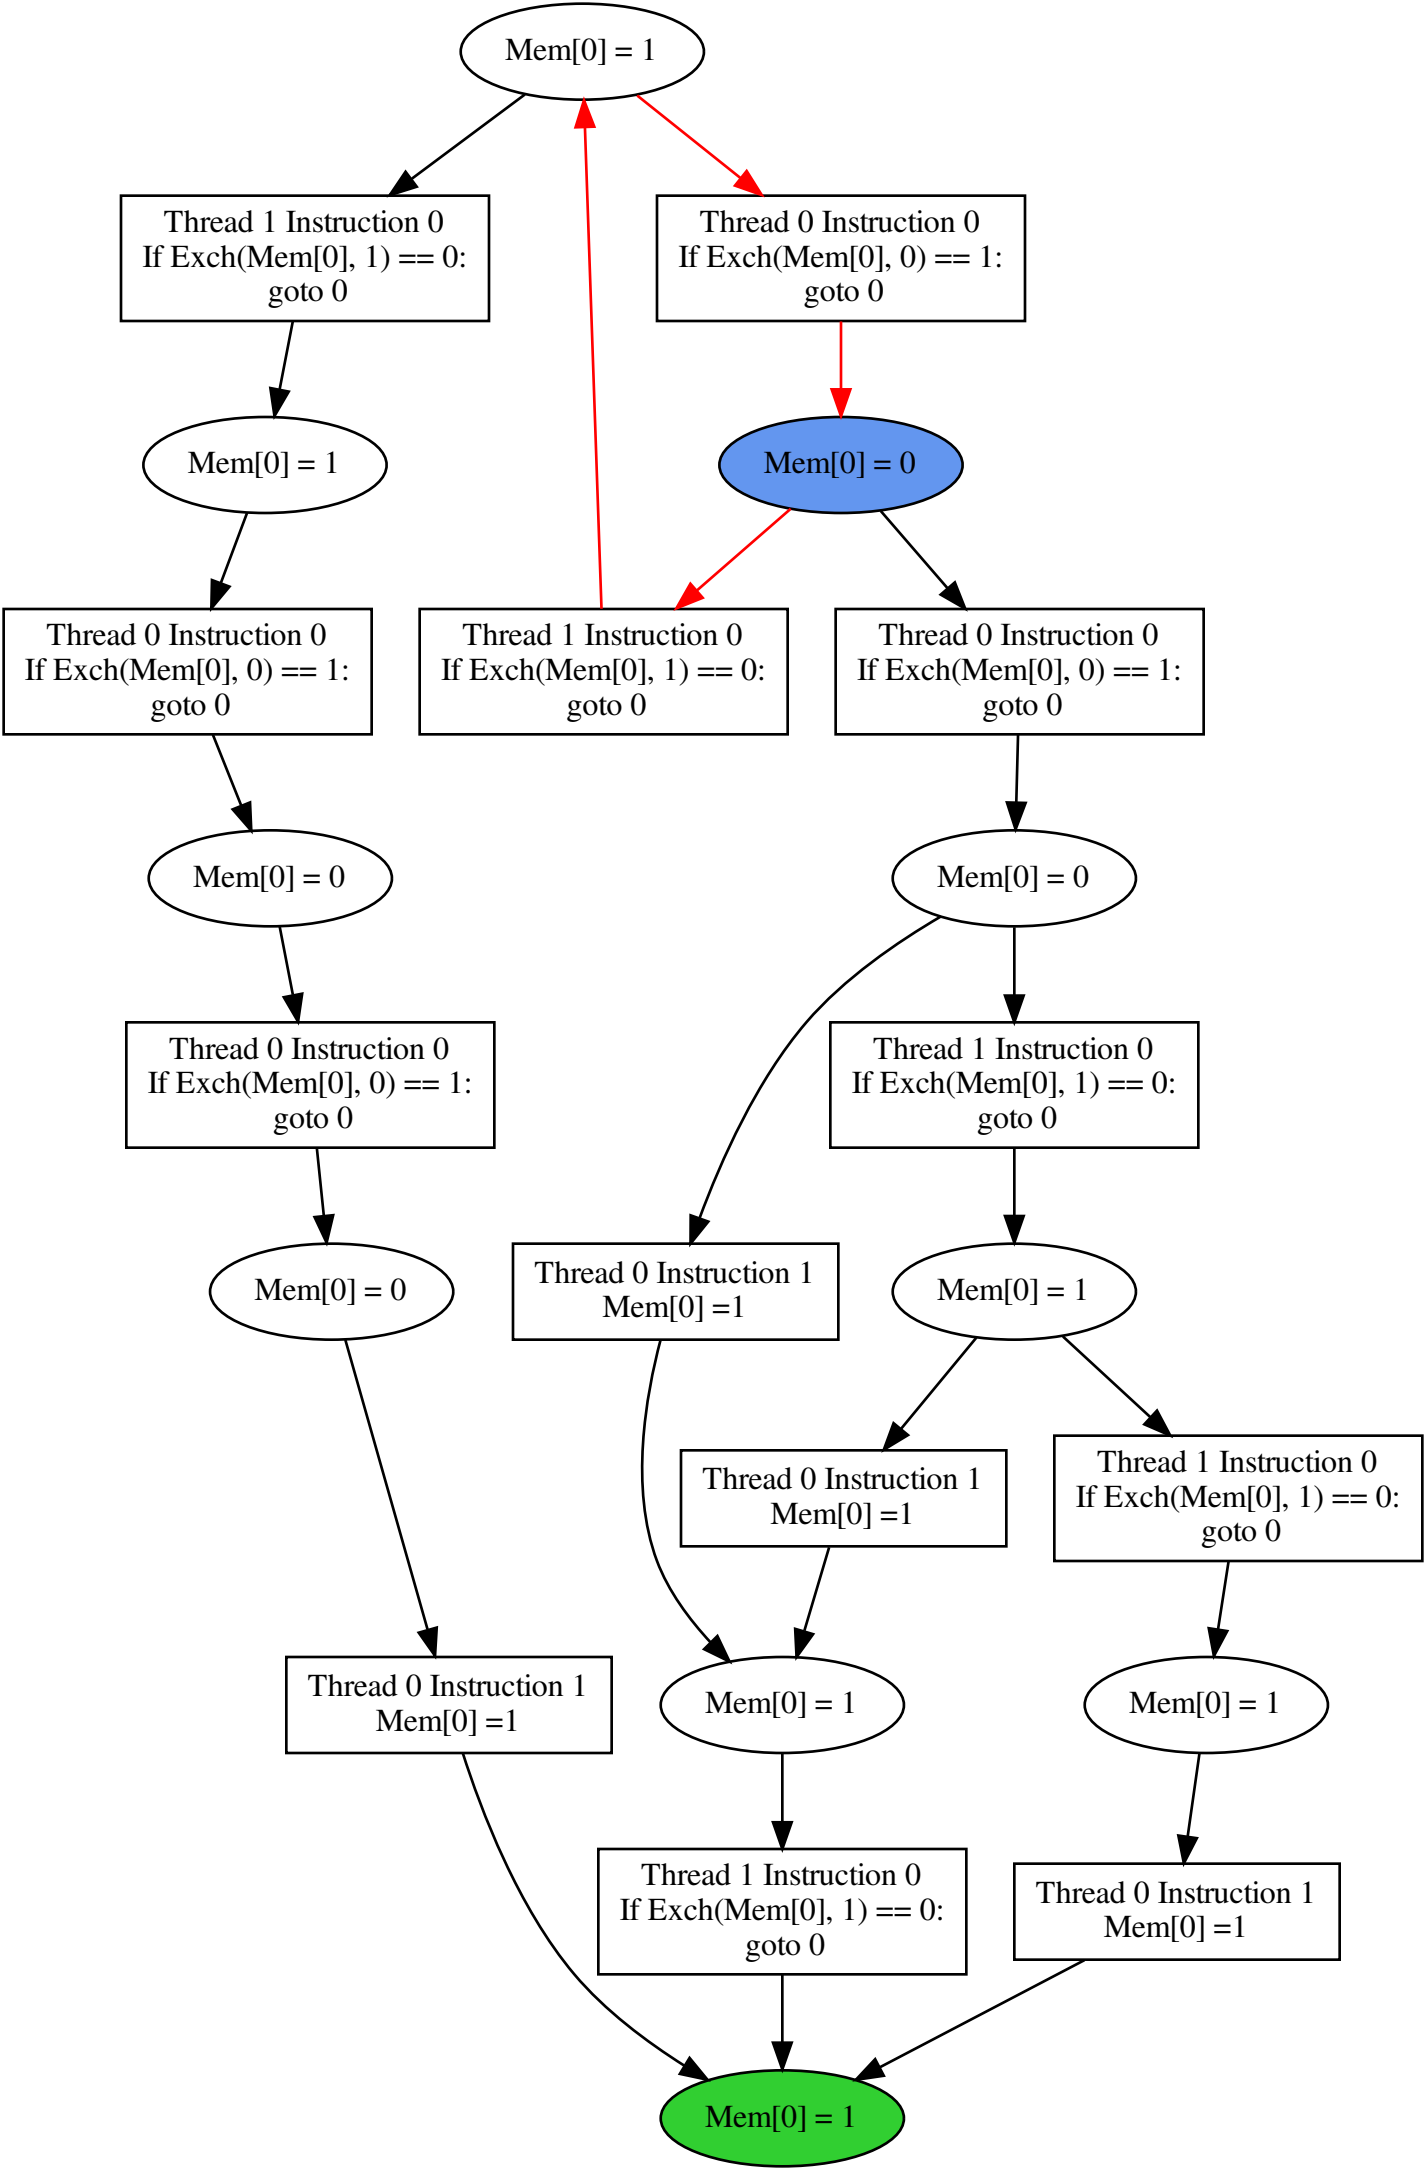 Mem[0] = 1
Thread 1 Instruction 0
If Exch(Mem[0], 1) == 0:
goto 0
Thread 0 Instruction 0
If Exch(Mem[0], 0) == 1:
goto 0
Mem[0] = 1
Mem[0] = 0
Thread 0 Instruction 0
If Exch(Mem[0], 0) == 1:
goto 0
Thread 1 Instruction 0
If Exch(Mem[0], 1) == 0:
goto 0
Thread 0 Instruction 0
If Exch(Mem[0], 0) == 1:
goto 0
Mem[0] = 0
Mem[0] = 0
Thread 0 Instruction 0
If Exch(Mem[0], 0) == 1:
goto 0
Thread 1 Instruction 0
If Exch(Mem[0], 1) == 0:
goto 0
Mem[0] = 0
Thread 0 Instruction 1
Mem[0] =1
Mem[0] = 1
Thread 0 Instruction 1
Mem[0] =1
Thread 1 Instruction 0
If Exch(Mem[0], 1) == 0:
goto 0
Thread 0 Instruction 1
Mem[0] =1
Mem[0] = 1
Mem[0] = 1
Thread 1 Instruction 0
If Exch(Mem[0], 1) == 0:
goto 0
Thread 0 Instruction 1
Mem[0] =1
Mem[0] = 1